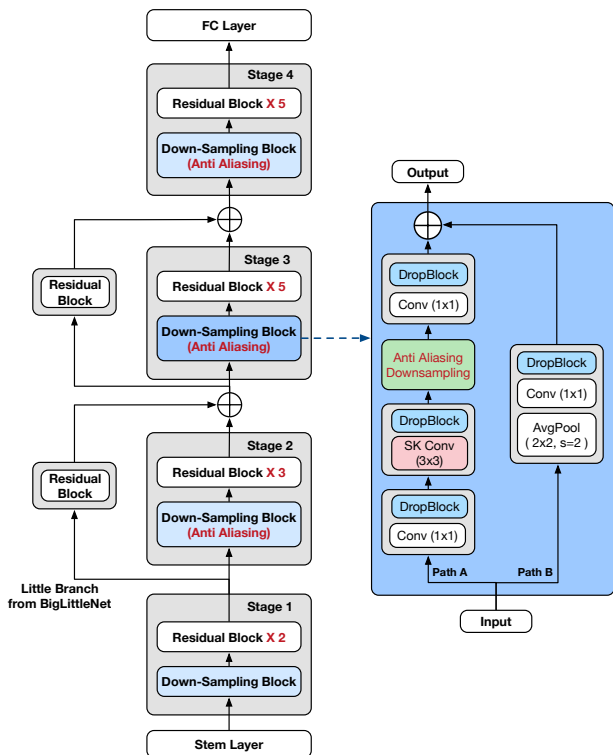 FC Layer
Stage 4
Residual Block X 5
Down-Sampling Block
(Anti Aliasing)
Stage 3
Residual Block X 5
Down-Sampling Block
(Anti Aliasing)
Residual
Block
Stage 2
Residual Block X 3
Down-Sampling Block
(Anti Aliasing)
Residual
Block
Little Branch
from BigLittleNet
Stage 1
Residual Block X 2
Down-Sampling Block
Stem Layer
Output
DropBlock
Conv (1x1)
Anti Aliasing
Downsampling
DropBlock
SK Conv
(3x3)
DropBlock
Conv (1x1)
Path A
DropBlock
Conv (1x1)
AvgPool
( 2x2, s=2 )
Path B
Input